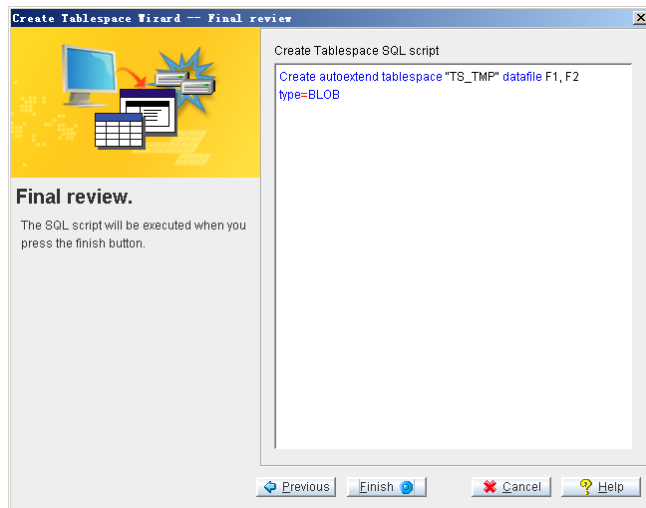 Create Tablespace Wizard -- Final review
Create Tablespace SQL script
Create autoextend tablespace "TS_TMP" datafile F1, F2
type=BLOB
Final review.
The SQL script will be executed when you
press the finish button.
Previous
Finish
Cancel
Help